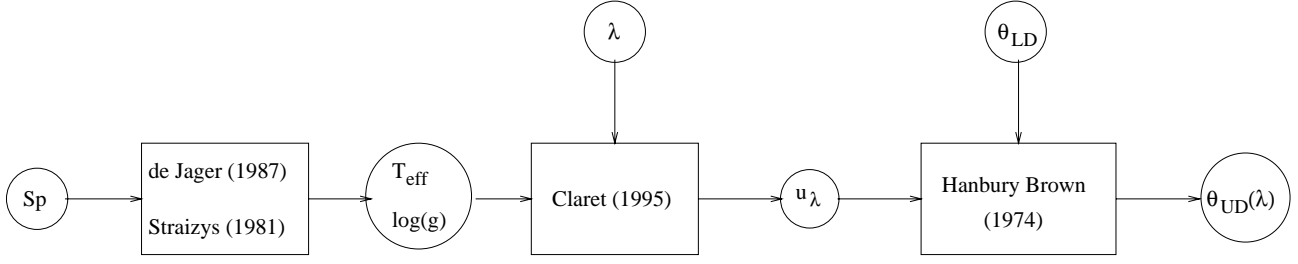 λ
θLD
Sp
de Jager (1987)
Straizys (1981)
Teff
log(g)
Claret (1995)
uλ
Hanbury Brown
(1974)
θUD(λ)